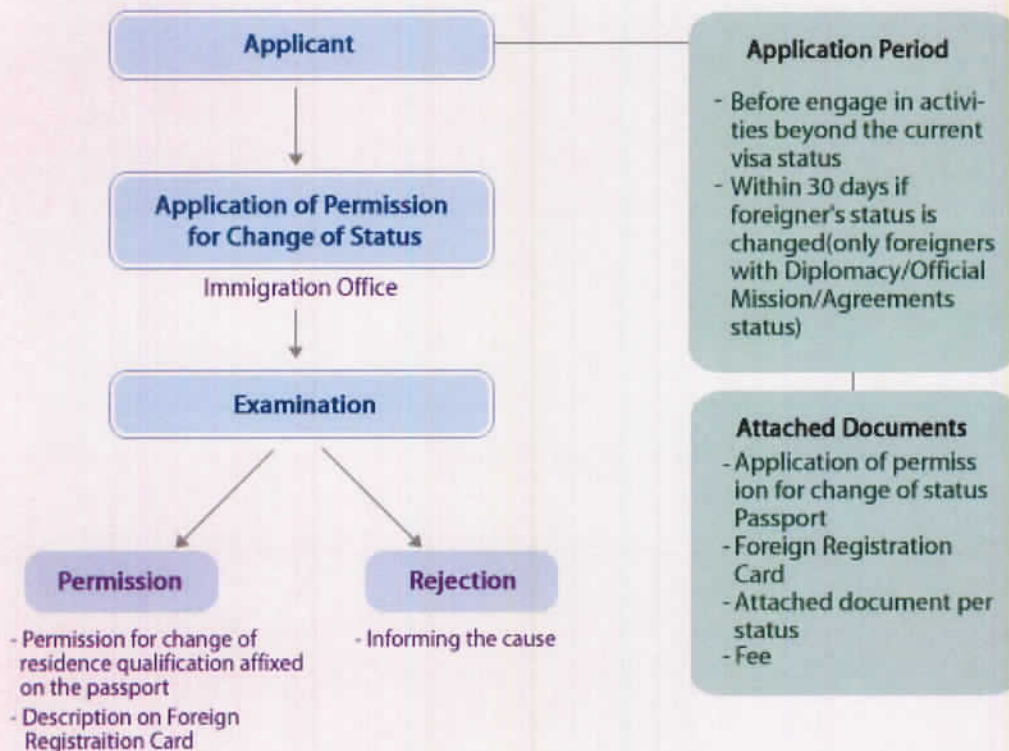 Applicant
Application of Permission
for Change of Status
Immigration Office
Examination
Permission
- Permission for change of
residence qualification affixed
on the passport
- Description on Foreign
Registraition Card
Rejection
- Informing the cause
Application Period
- Before engage in activi-
ties beyond the current
visa status
- Within 30 days if
foreigner's status is
changed(only foreigners
with Diplomacy/Official
Mission/Agreements
status)
Attached Documents
- Application of permiss
ion for change of status
Passport
- Foreign Registration
Card
- Attached document per
status
- Fee